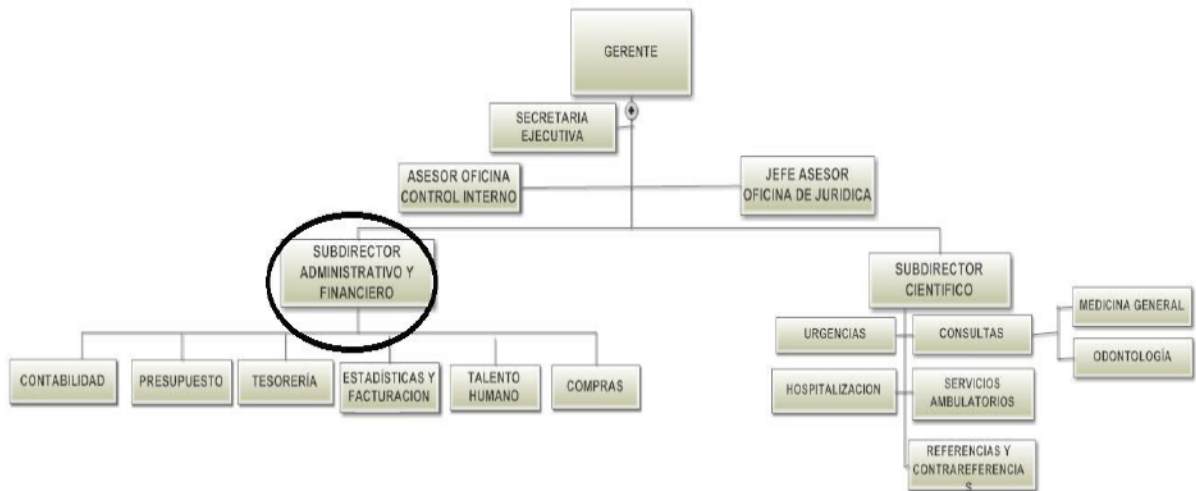 GERENTE
SECRETARIA
EJECUTIVA
ASESOR OFICINA
CONTROL INTERNO
JEFE ASESOR
OFICINA DE JURIDICA
SUBDIRECTOR
ADMINISTRATIVO Y
FINANCIERO
SUBDIRECTOR
CIENTIFICO
CONTABILIDAD
PRESUPUESTO
TESORERÍA
ESTADÍSTICAS Y
FACTURACION
TALENTO
HUMANO
COMPRAS
URGENCIAS
CONSULTAS
MEDICINA GENERAL
ODONTOLOGÍA
HOSPITALIZACION
SERVICIOS
AMBULATORIOS
REFERENCIAS Y
CONTRAREFERENCIA
S